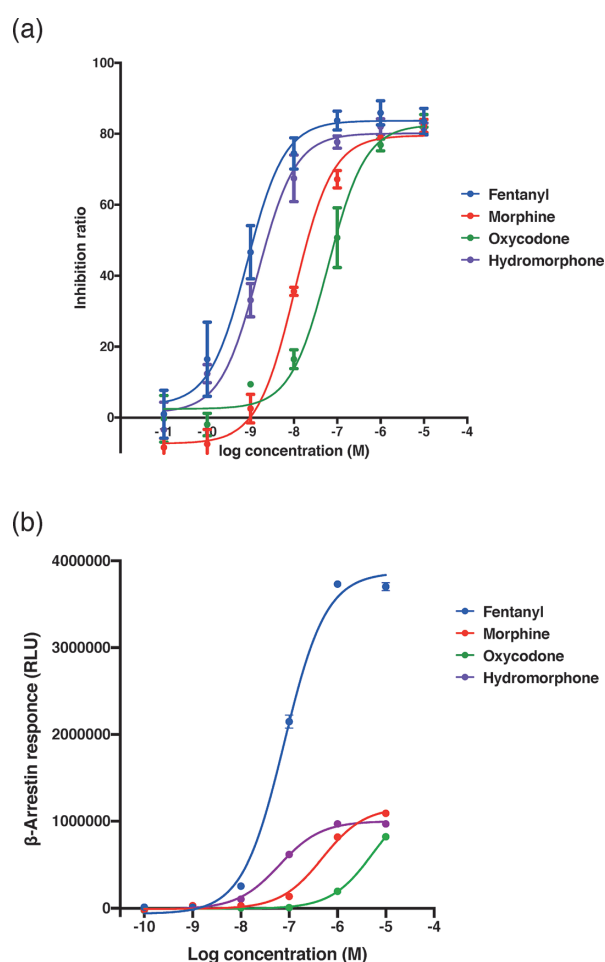 (a)
100
80
60
40
20
0
Inhibition ratio
-11 -10 -9 -8 -7 -6 -5 -4
log concentration (M)
Fentanyl
Morphine
Oxycodone
Hydromorphone
(b)
4000000
3000000
2000000
1000000
0
β-Arrestin responce (RLU)
-10 -9 -8 -7 -6 -5 -4
Log concentration (M)
Fentanyl
Morphine
Oxycodone
Hydromorphone